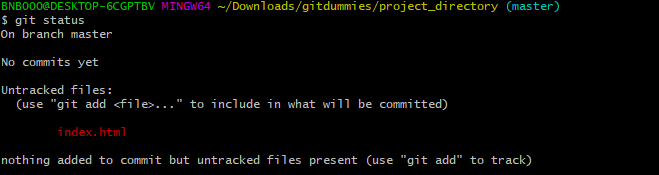 BNBOOO@DESKTOP-6CGPTBV MINGW64 ~/Downloads/gitdummies/project_directory (master)
$ git status
On branch master
No commits yet
Untracked files:
(use "git add <file>..." to include in what will be committed)
index.html
nothing added to commit but untracked files present (use "git add" to track)